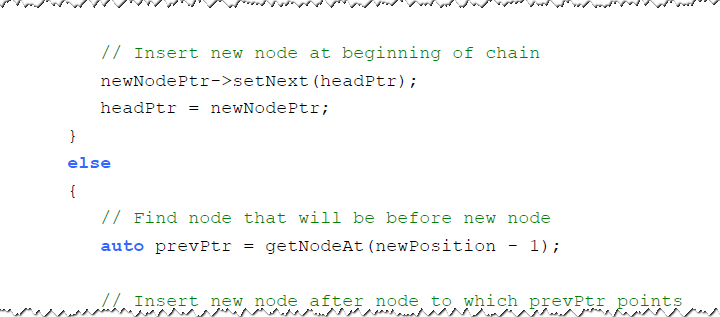 // Insert new node at beginning of chain
newNodePtr->setNext(headPtr);
headPtr = newNodePtr;
}
else
{
// Find node that will be before new node
auto prevPtr = getNodeAt(newPosition - 1);
// Insert new node after node to which prevPtr points